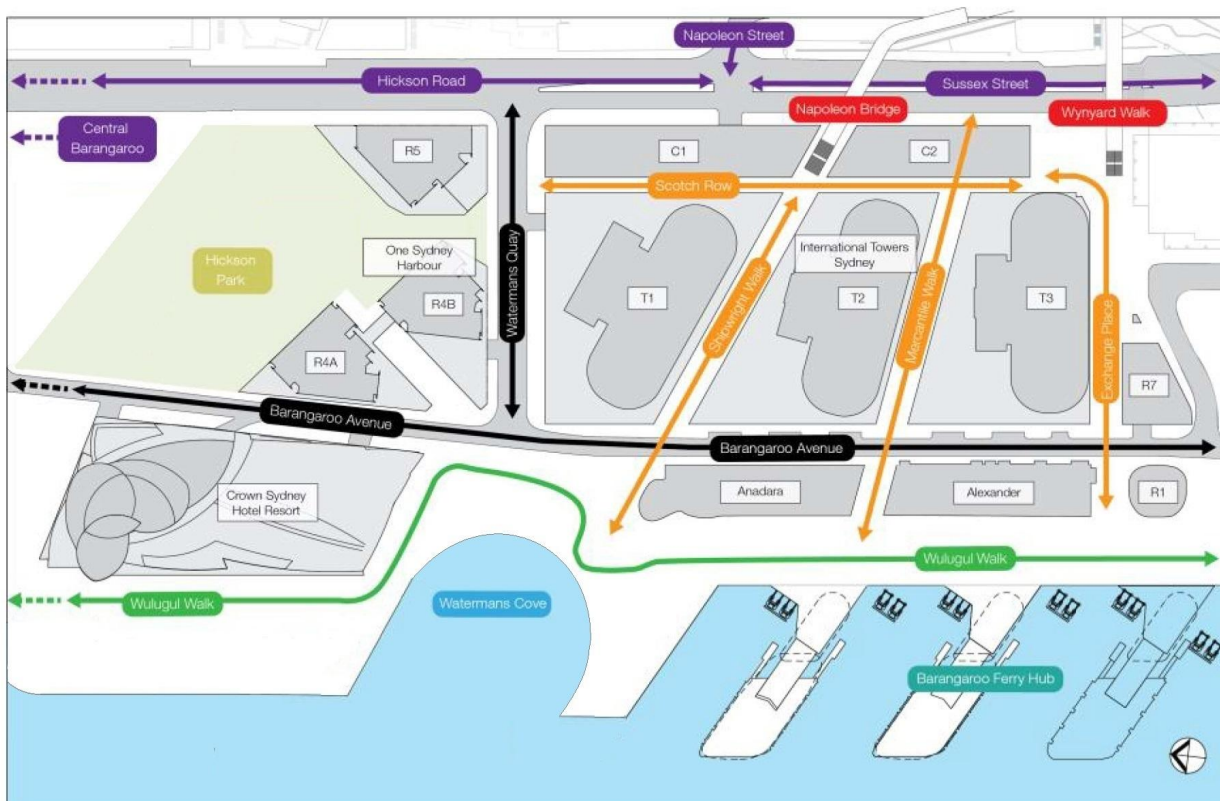 Napoleon Street
Hickson Road
Sussex Street
Napoleon Bridge
Wynyard Walk
Central
Barangaroo
R5
C1
C2
Scotch Row
Hickson
Park
One Sydney
Harbour
Watermans Quay
International Towers
Sydney
R4B
T1
T2
T3
Shipwright Walk
Mercantile Walk
Exchange Place
R4A
R7
Barangaroo Avenue
Barangaroo Avenue
Crown Sydney
Hotel Resort
Anadara
Alexander
R1
Wulugul Walk
Wulugul Walk
Watermans Cove
Barangaroo Ferry Hub